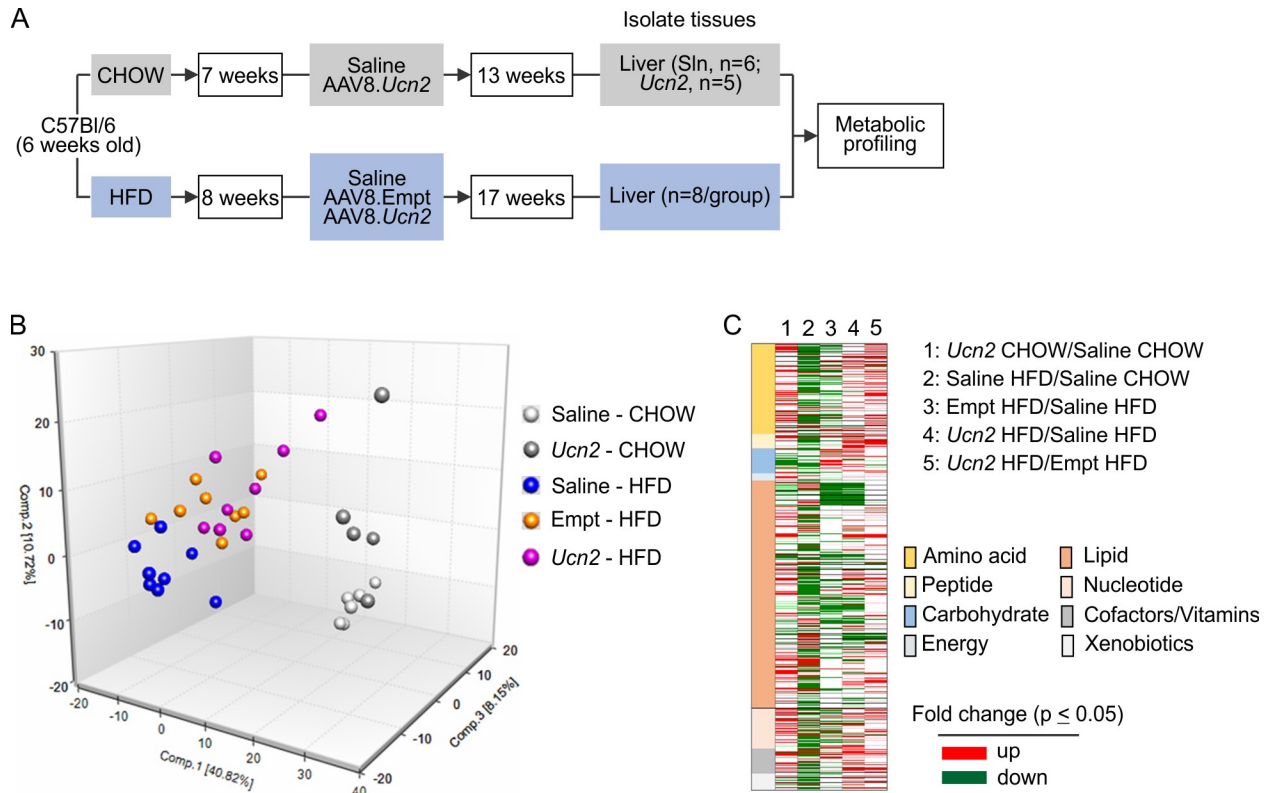 A
Isolate tissues
CHOW
7 weeks
Saline
AAV8.Ucn2
13 weeks
Liver (Sln, n=6;
Ucn2, n=5)
C57Bl/6
(6 weeks old)
Metabolic
profiling
HFD
8 weeks
Saline
AAV8.Empt
AAV8.Ucn2
17 weeks
Liver (n=8/group)
B
30
20
10
0
-10
-20
Comp.2 [10.72%]
-20
-10
0
10
20
30
40
Comp.1 [40.82%]
-20
-10
0
10
20
Comp.3 [8.15%]
Saline - CHOW
Ucn2 - CHOW
Saline - HFD
Empt - HFD
Ucn2 - HFD
C
1 2 3 4 5
1: Ucn2 CHOW/Saline CHOW
2: Saline HFD/Saline CHOW
3: Empt HFD/Saline HFD
4: Ucn2 HFD/Saline HFD
5: Ucn2 HFD/Empt HFD
Amino acid
Peptide
Carbohydrate
Energy
Lipid
Nucleotide
Cofactors/Vitamins
Xenobiotics
Fold change (p ≤ 0.05)
up
down